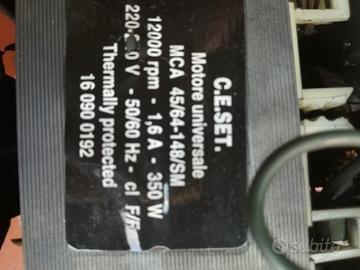 C.E.SET.
Motore universale
MCA 45/64-148/SM
12000 rpm - 1,6 A - 350 W
V - 50/60 Hz - cl F/F
Thermally protected
16 090 0192
subito